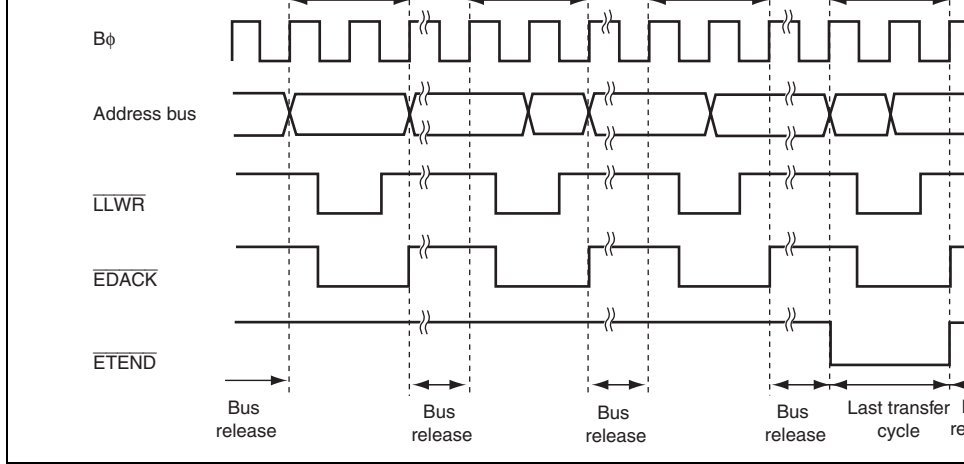 Bϕ
Address bus
LLWR
EDACK
ETEND
Bus
release
Bus
release
Bus
release
Bus
release
Last transfer
cycle